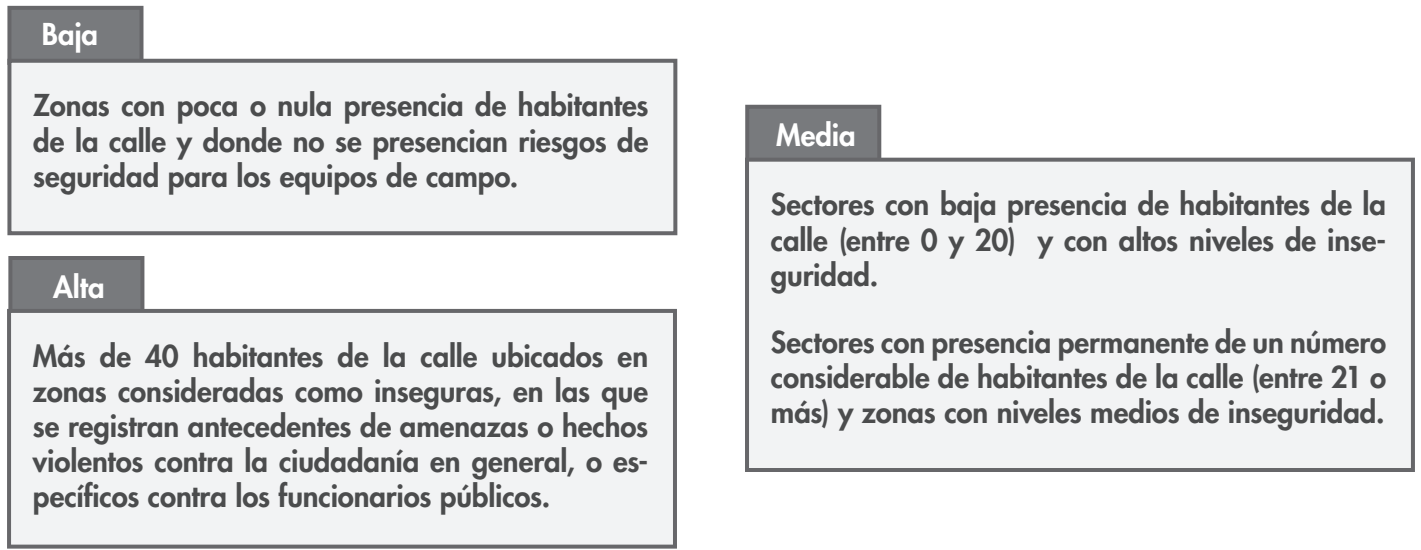 Baja
Zonas con poca o nula presencia de habitantes
de la calle y donde no se presencian riesgos de
seguridad para los equipos de campo.
Alta
Más de 40 habitantes de la calle ubicados en
zonas consideradas como inseguras, en las que
se registran antecedentes de amenazas o hechos
violentos contra la ciudadanía en general, o es-
pecíficos contra los funcionarios públicos.
Media
Sectores con baja presencia de habitantes de la
calle (entre 0 y 20) y con altos niveles de inse-
guridad.
Sectores con presencia permanente de un número
considerable de habitantes de la calle (entre 21 o
más) y zonas con niveles medios de inseguridad.